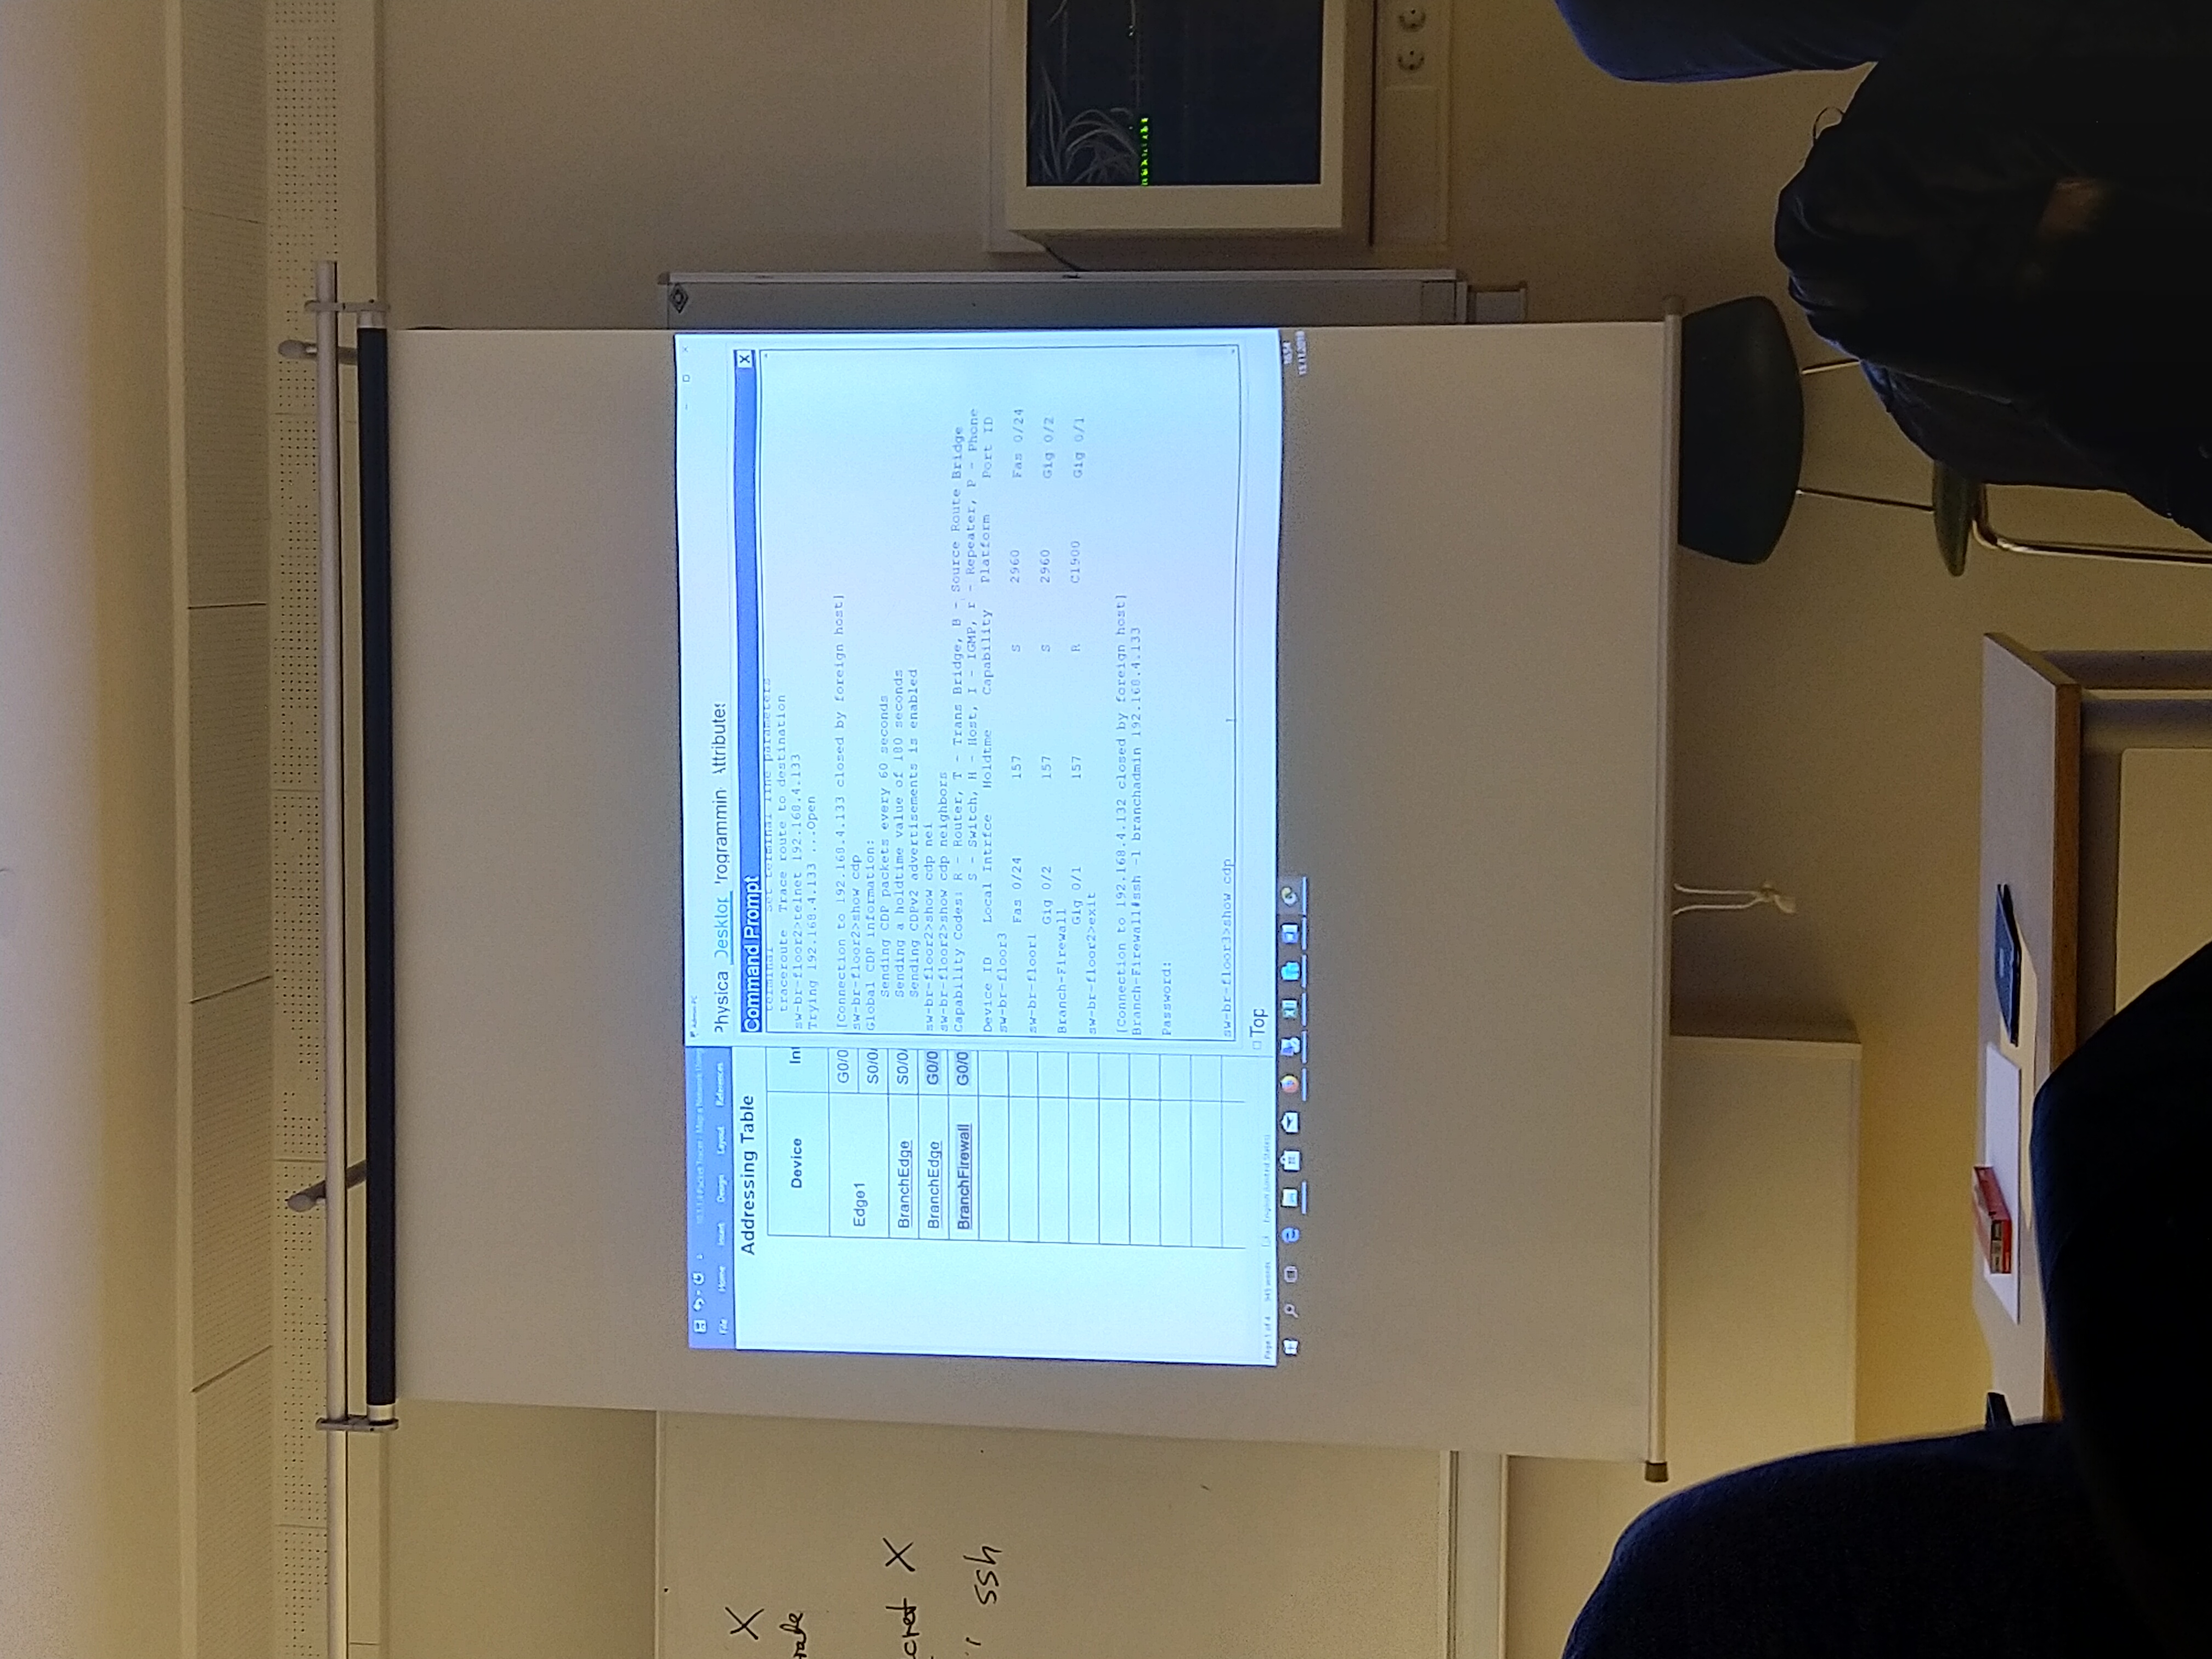 X
cret X
ssh
10.1.1.4 Packet Tracer - Map a Network Using
File Home Insert Design Layout References
Addressing Table
Device Int
Edge1 G0/0
S0/0/
BranchEdge S0/0/
BranchEdge G0/0
BranchFirewall G0/0
Page 1 of 4 945 words English (United States)
Admin-PC
Physica Desktop Programmin Attributes
Command Prompt X
terminal Set terminal line parameters
traceroute Trace route to destination
sw-br-floor2>telnet 192.168.4.133
Trying 192.168.4.133 ...Open
[Connection to 192.168.4.133 closed by foreign host]
sw-br-floor2>show cdp
Global CDP information:
Sending CDP packets every 60 seconds
Sending a holdtime value of 180 seconds
Sending CDPv2 advertisements is enabled
sw-br-floor2>show cdp nei
sw-br-floor2>show cdp neighbors
Capability Codes: R - Router, T - Trans Bridge, B - Source Route Bridge
S - Switch, H - Host, I - IGMP, r - Repeater, P - Phone
Device ID Local Intrfce Holdtme Capability Platform Port ID
sw-br-floor3
Fas 0/24 157 S 2960 Fas 0/24
sw-br-floor1
Gig 0/2 157 S 2960 Gig 0/2
Branch-Firewall
Gig 0/1 157 R C1900 Gig 0/1
sw-br-floor2>exit
[Connection to 192.168.4.132 closed by foreign host]
Branch-Firewall#ssh -l branchadmin 192.168.4.133
Password:
sw-br-floor3>show cdp
Top